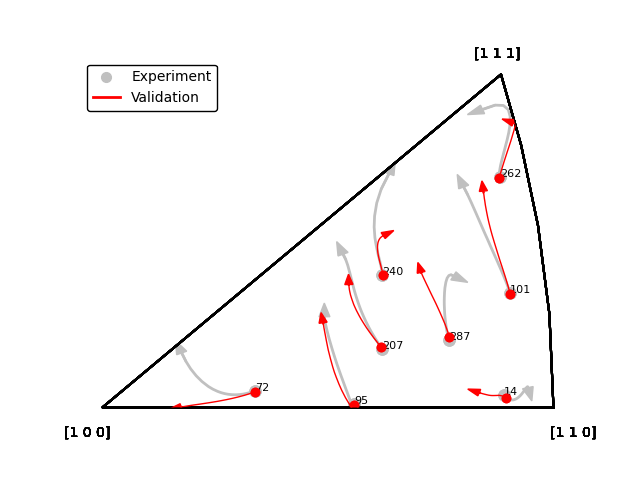 [1 1 1]
Experiment
Validation
262
240
101
207
287
72
95
14
[1 0 0]
[1 1 0]